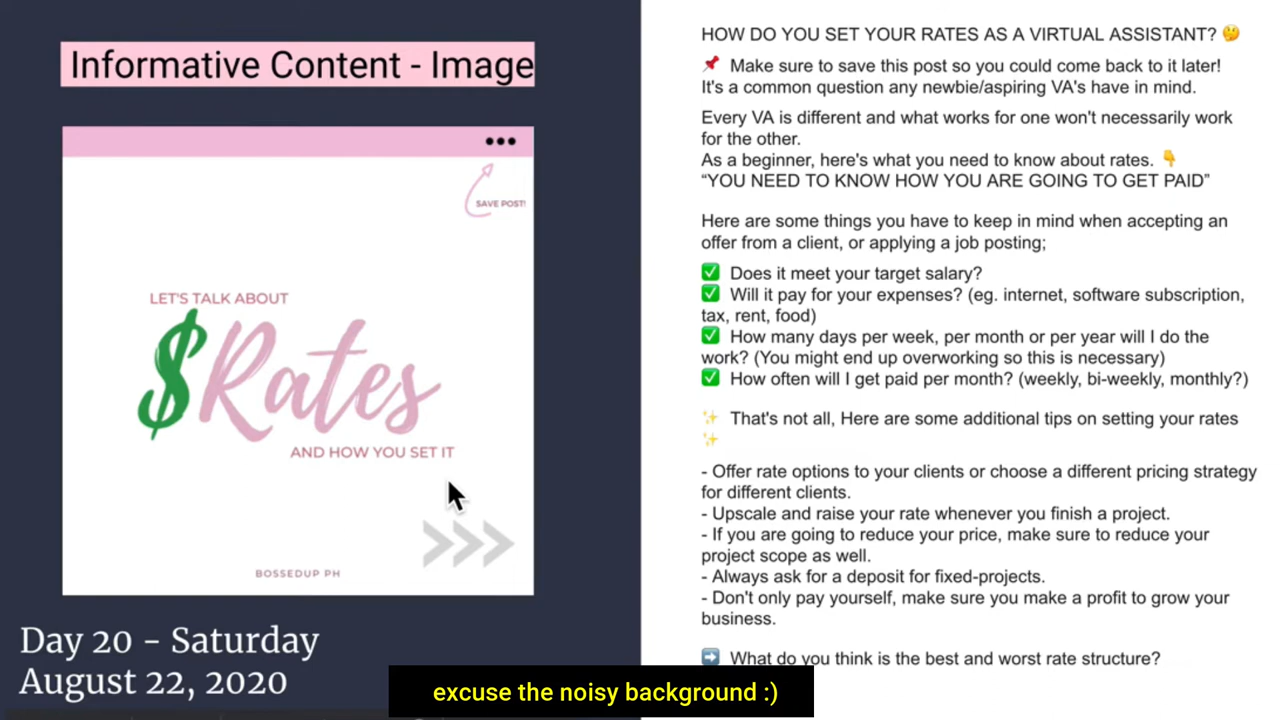 Informative Content - Image
SAVE POST!
LET'S TALK ABOUT
$Rates
AND HOW YOU SET IT
BOSSEDUP PH
Day 20 - Saturday
August 22, 2020
HOW DO YOU SET YOUR RATES AS A VIRTUAL ASSISTANT? 🤔
📌 Make sure to save this post so you could come back to it later!
It's a common question any newbie/aspiring VA's have in mind.
Every VA is different and what works for one won't necessarily work
for the other.
As a beginner, here's what you need to know about rates. 👇
“YOU NEED TO KNOW HOW YOU ARE GOING TO GET PAID”
Here are some things you have to keep in mind when accepting an
offer from a client, or applying a job posting;
✅ Does it meet your target salary?
✅ Will it pay for your expenses? (eg. internet, software subscription,
tax, rent, food)
✅ How many days per week, per month or per year will I do the
work? (You might end up overworking so this is necessary)
✅ How often will I get paid per month? (weekly, bi-weekly, monthly?)
✨ That's not all, Here are some additional tips on setting your rates
✨
- Offer rate options to your clients or choose a different pricing strategy
for different clients.
- Upscale and raise your rate whenever you finish a project.
- If you are going to reduce your price, make sure to reduce your
project scope as well.
- Always ask for a deposit for fixed-projects.
- Don't only pay yourself, make sure you make a profit to grow your
business.
➡️ What do you think is the best and worst rate structure?
excuse the noisy background :)